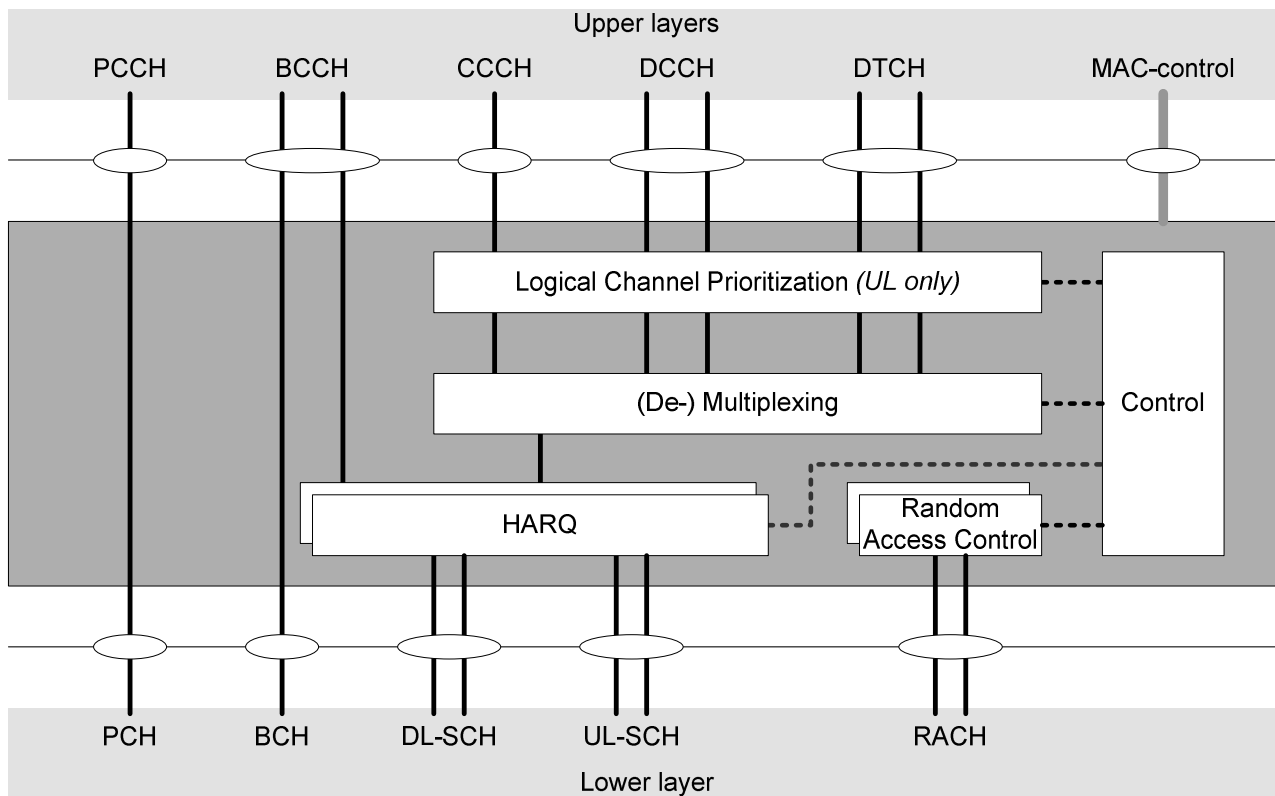 Upper layers
PCCH BCCH CCCH DCCH DTCH MAC-control
Logical Channel Prioritization (UL only)
(De-) Multiplexing
Control
HARQ
Random
Access Control
PCH BCH DL-SCH UL-SCH RACH
Lower layer